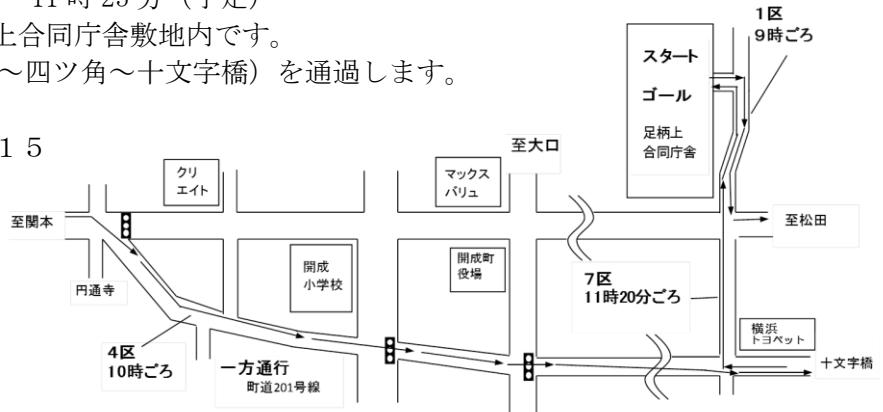 11時25分（予定）
上合同庁舎敷地内です。
～四ツ角～十文字橋）を通過します。
１５
1区
9時ごろ
スタート
ゴール
足柄上
合同庁舎
至大口
クリ
エイト
マックス
バリュ
至関本
至松田
開成
小学校
開成町
役場
円通寺
7区
11時20分ごろ
横浜
トヨペット
4区
10時ごろ
一方通行
町道201号線
十文字橋